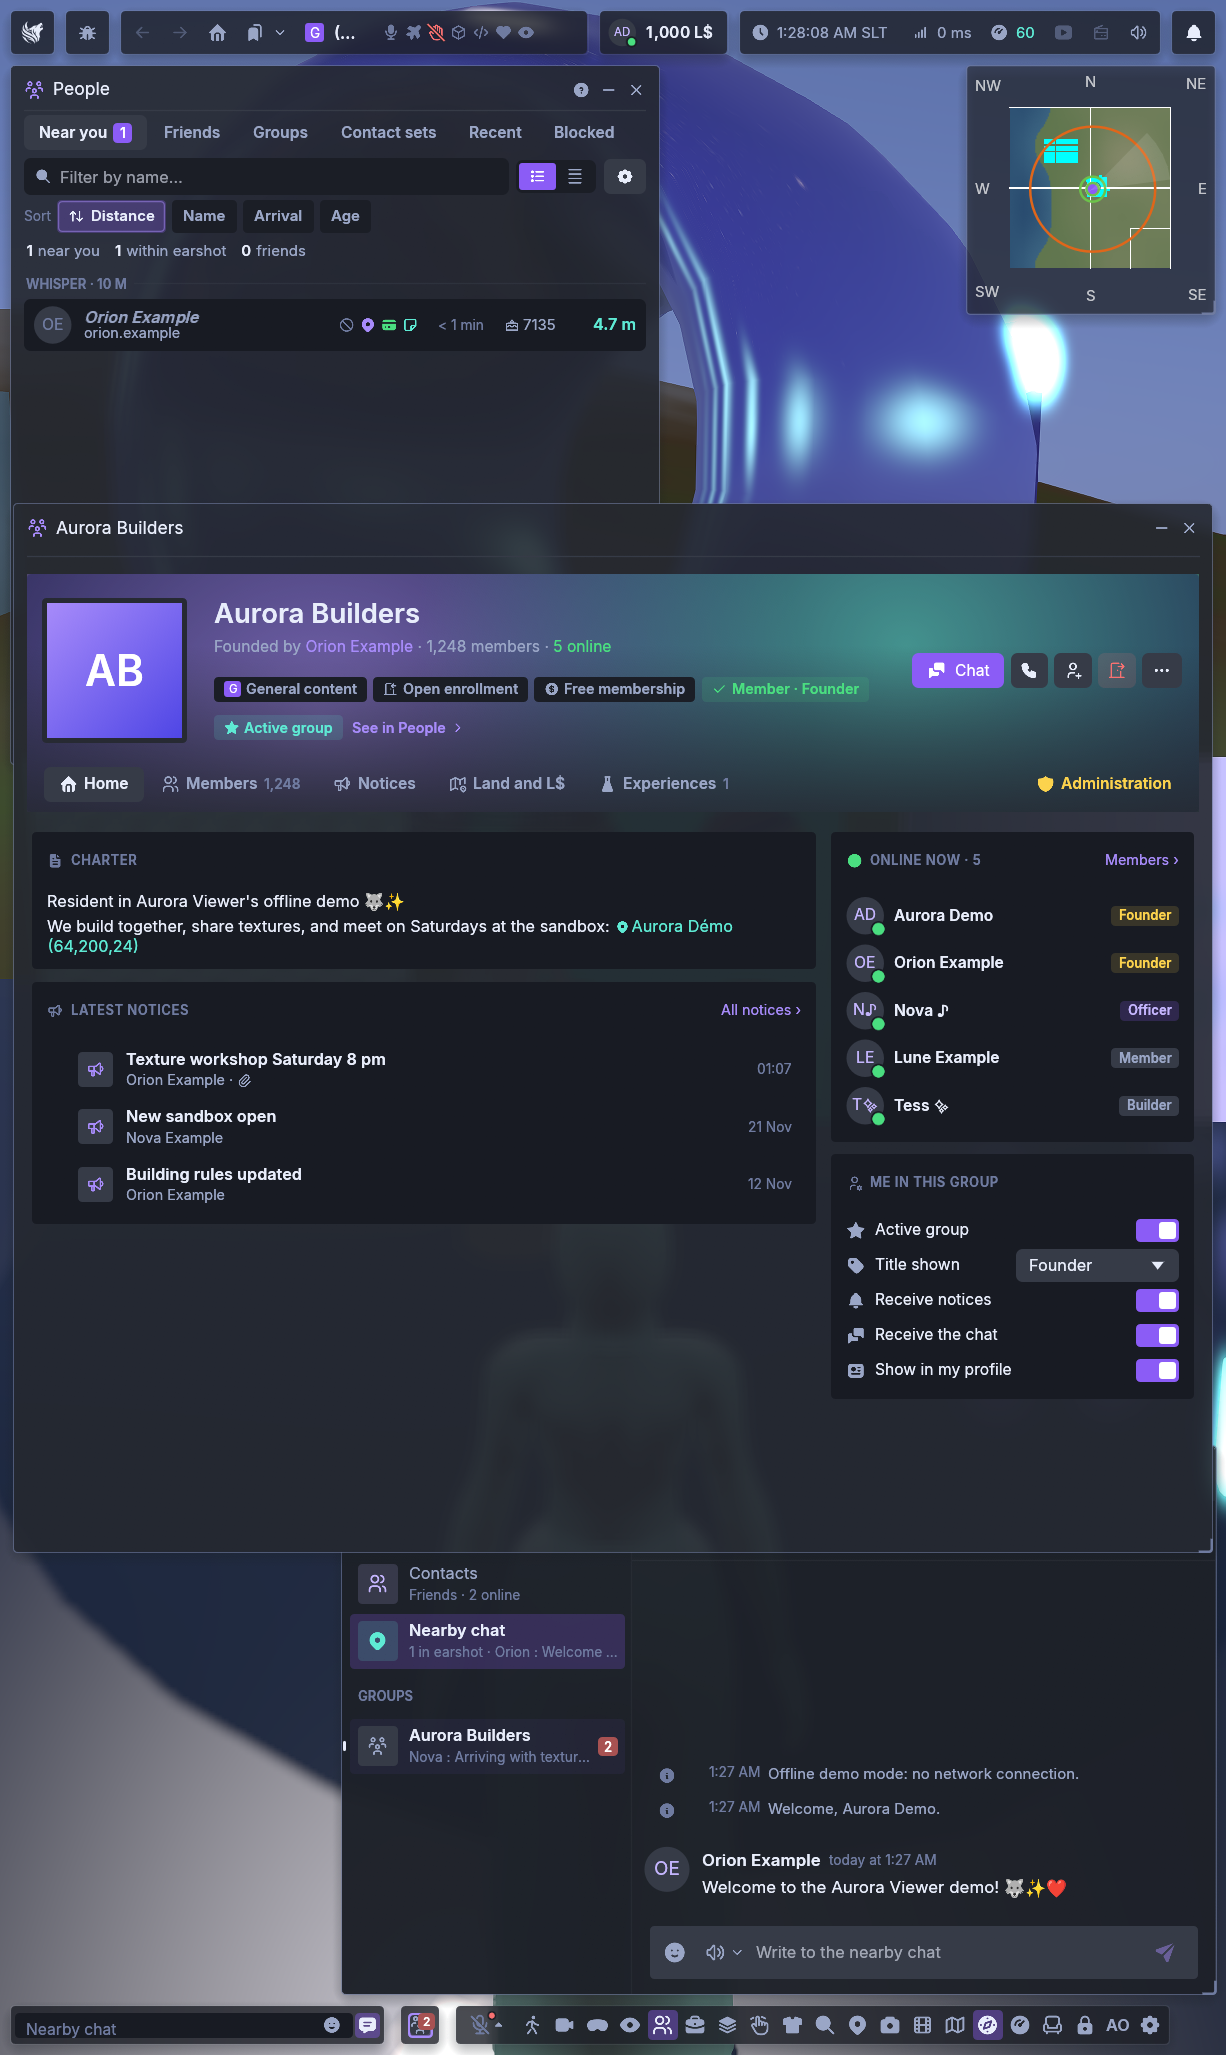 G (...
AD 1,000 L$
1:28:08 AM SLT 0 ms 60
People
Near you 1 Friends Groups Contact sets Recent Blocked
Filter by name...
Sort Distance Name Arrival Age
1 near you 1 within earshot 0 friends
WHISPER · 10 M
OE Orion Example
orion.example
< 1 min 7135 4.7 m
NW N NE
W E
SW S SE
Aurora Builders
AB
Aurora Builders
Founded by Orion Example · 1,248 members · 5 online
G General content Open enrollment Free membership Member · Founder
Active group See in People
Chat
Home Members 1,248 Notices Land and L$ Experiences 1 Administration
CHARTER
Resident in Aurora Viewer's offline demo 🐺✨
We build together, share textures, and meet on Saturdays at the sandbox: Aurora Démo
(64,200,24)
LATEST NOTICES All notices ›
Texture workshop Saturday 8 pm
Orion Example · 01:07
New sandbox open
Nova Example 21 Nov
Building rules updated
Orion Example 12 Nov
ONLINE NOW · 5 Members ›
AD Aurora Demo Founder
OE Orion Example Founder
N♪ Nova ♪ Officer
LE Lune Example Member
T✨ Tess ✨ Builder
ME IN THIS GROUP
Active group
Title shown Founder
Receive notices
Receive the chat
Show in my profile
Contacts
Friends · 2 online
Nearby chat
1 in earshot · Orion : Welcome ...
GROUPS
Aurora Builders
Nova : Arriving with textur... 2
1:27 AM Offline demo mode: no network connection.
1:27 AM Welcome, Aurora Demo.
OE Orion Example today at 1:27 AM
Welcome to the Aurora Viewer demo! 🐺✨❤️
Write to the nearby chat
Nearby chat 2 AO